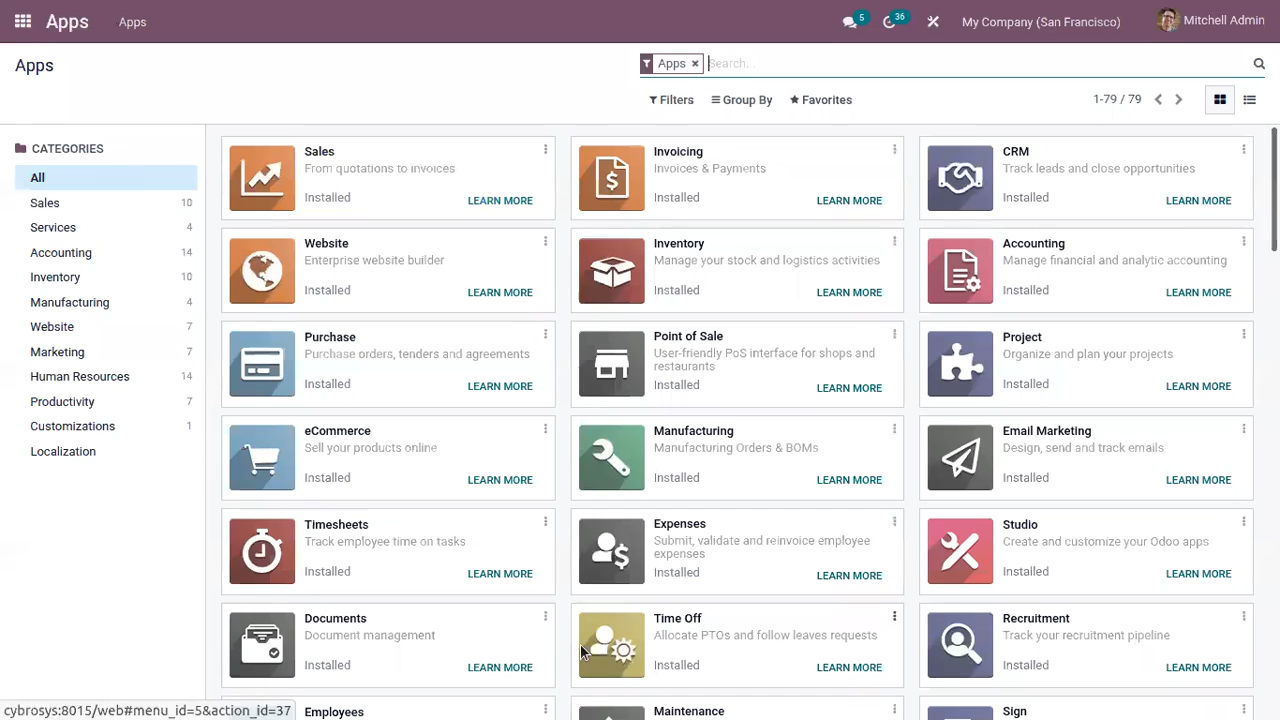 Apps
Apps
5
36
My Company (San Francisco)
Mitchell Admin
Apps
Apps ×
Search...
Filters
Group By
Favorites
1-79 / 79
CATEGORIES
All
Sales 10
Services 4
Accounting 14
Inventory 10
Manufacturing 4
Website 7
Marketing 7
Human Resources 14
Productivity 7
Customizations 1
Localization
Sales
From quotations to invoices
Installed
LEARN MORE
Invoicing
Invoices & Payments
Installed
LEARN MORE
CRM
Track leads and close opportunities
Installed
LEARN MORE
Website
Enterprise website builder
Installed
LEARN MORE
Inventory
Manage your stock and logistics activities
Installed
LEARN MORE
Accounting
Manage financial and analytic accounting
Installed
LEARN MORE
Purchase
Purchase orders, tenders and agreements
Installed
LEARN MORE
Point of Sale
User-friendly PoS interface for shops and
restaurants
Installed
LEARN MORE
Project
Organize and plan your projects
Installed
LEARN MORE
eCommerce
Sell your products online
Installed
LEARN MORE
Manufacturing
Manufacturing Orders & BOMs
Installed
LEARN MORE
Email Marketing
Design, send and track emails
Installed
LEARN MORE
Timesheets
Track employee time on tasks
Installed
LEARN MORE
Expenses
Submit, validate and reinvoice employee
expenses
Installed
LEARN MORE
Studio
Create and customize your Odoo apps
Installed
LEARN MORE
Documents
Document management
Installed
LEARN MORE
Time Off
Allocate PTOs and follow leaves requests
Installed
LEARN MORE
Recruitment
Track your recruitment pipeline
Installed
LEARN MORE
Employees
Maintenance
Sign
cybrosys:8015/web#menu_id=5&action_id=37